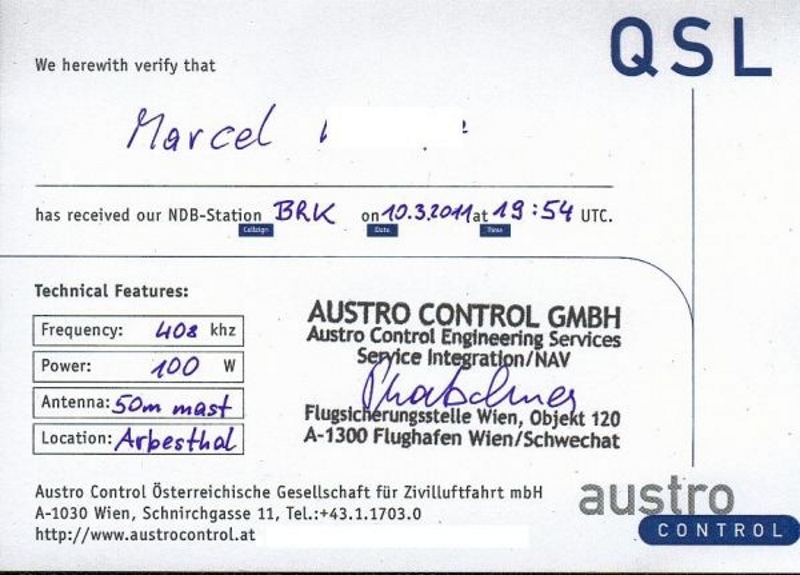 QSL
We herewith verify that
Marcel
has received our NDB-Station BRK on 10.3.2011 at 19:54 UTC.
Callsign Date Time
Technical Features:
Frequency: 408 khz
Power: 100 W
Antenna: 50m mast
Location: Arbesthal
AUSTRO CONTROL GMBH
Austro Control Engineering Services
Service Integration/NAV
Flugsicherungsstelle Wien, Objekt 120
A-1300 Flughafen Wien/Schwechat
Austro Control Österreichische Gesellschaft für Zivilluftfahrt mbH
A-1030 Wien, Schnirchgasse 11, Tel.:+43.1.1703.0
http://www.austrocontrol.at
austro
CONTROL